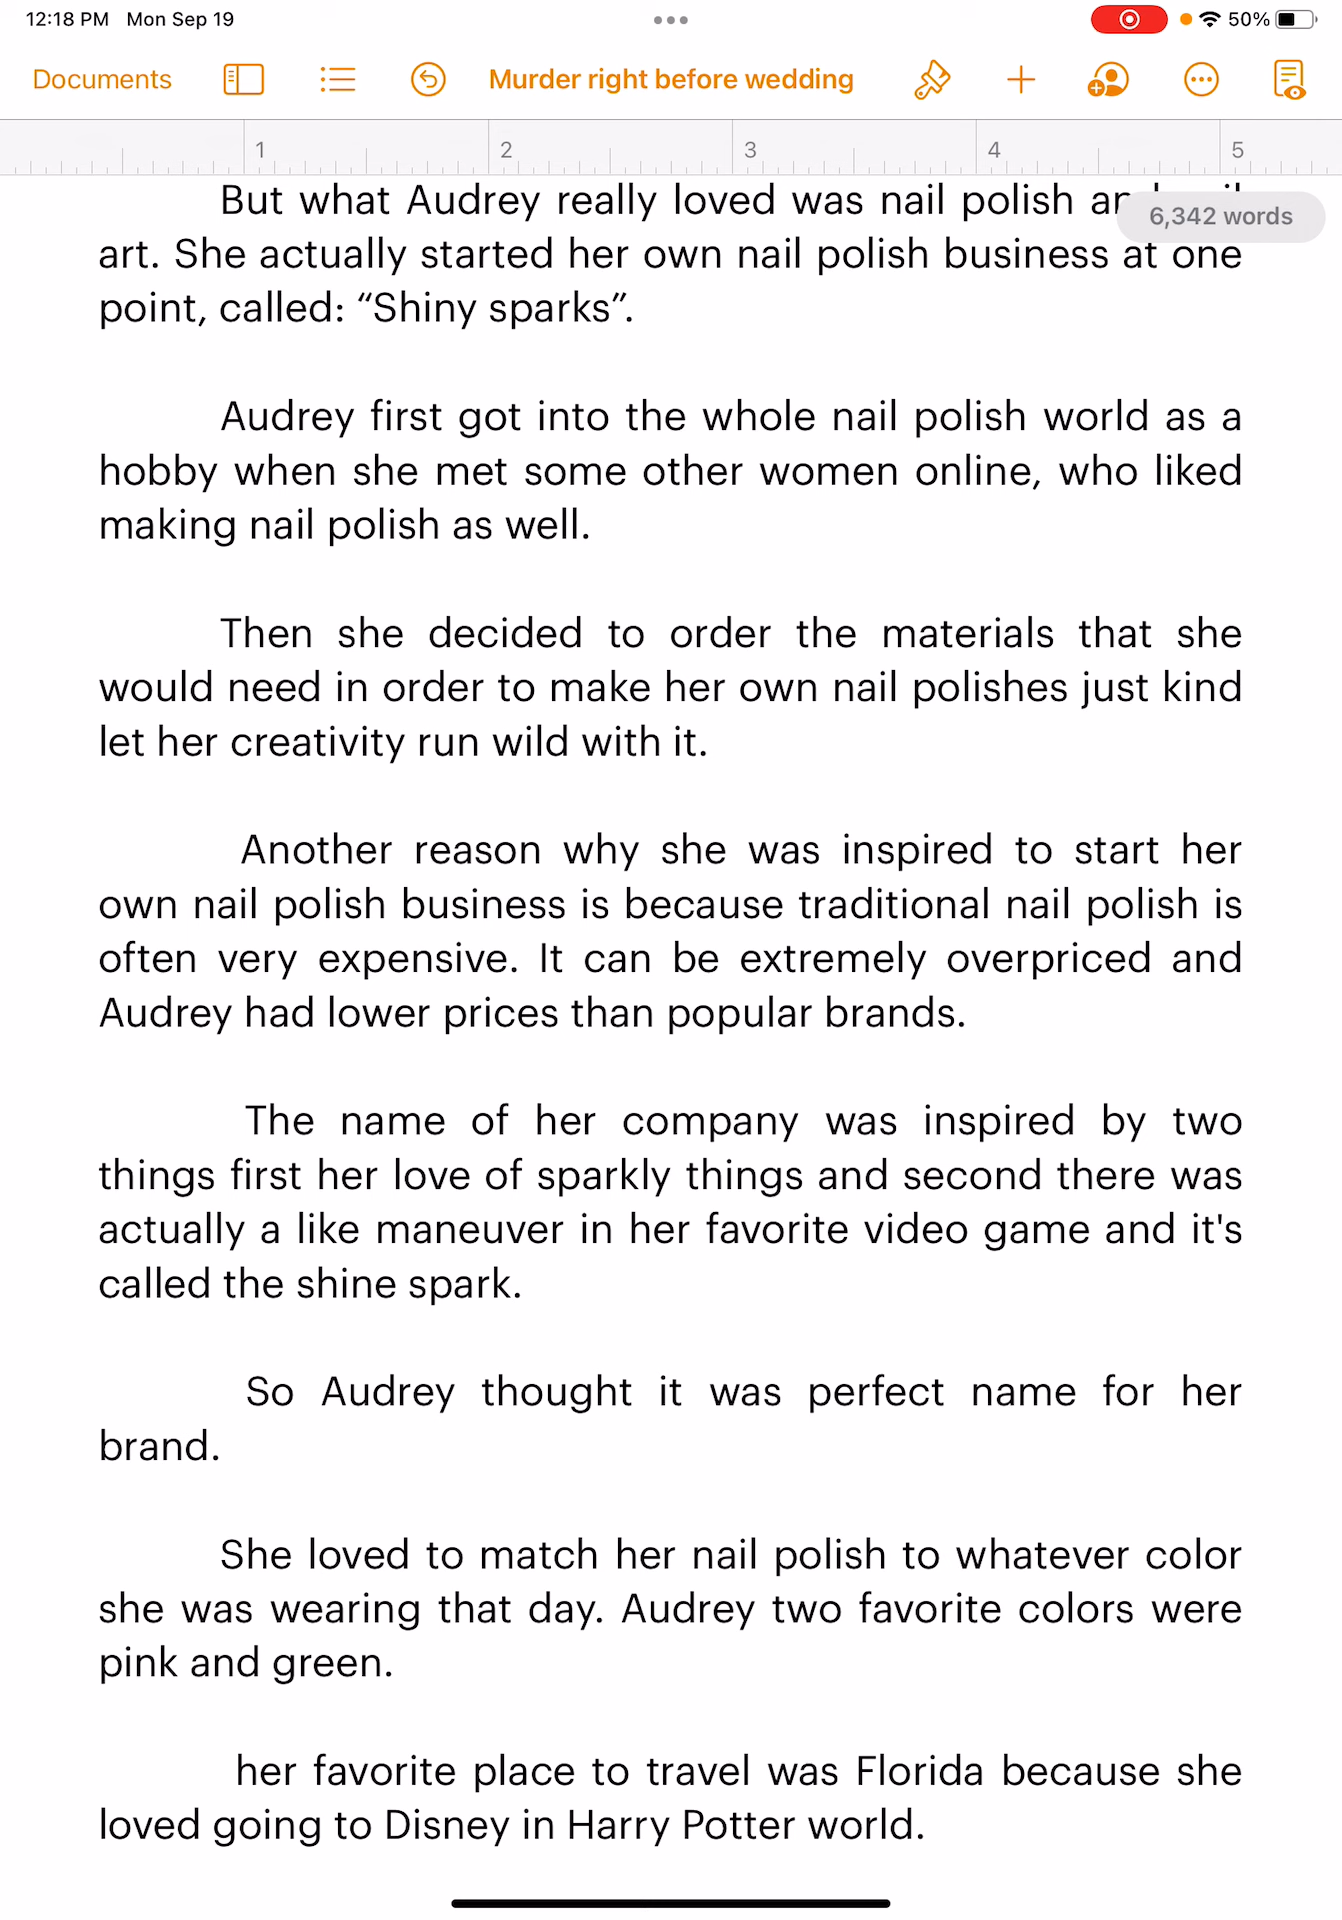 12:18 PM Mon Sep 19
50%
Documents
Murder right before wedding
1 2 3 4 5
6,342 words
But what Audrey really loved was nail polish
art. She actually started her own nail polish business at one
point, called: “Shiny sparks”.
Audrey first got into the whole nail polish world as a
hobby when she met some other women online, who liked
making nail polish as well.
Then she decided to order the materials that she
would need in order to make her own nail polishes just kind
let her creativity run wild with it.
Another reason why she was inspired to start her
own nail polish business is because traditional nail polish is
often very expensive. It can be extremely overpriced and
Audrey had lower prices than popular brands.
The name of her company was inspired by two
things first her love of sparkly things and second there was
actually a like maneuver in her favorite video game and it's
called the shine spark.
So Audrey thought it was perfect name for her
brand.
She loved to match her nail polish to whatever color
she was wearing that day. Audrey two favorite colors were
pink and green.
her favorite place to travel was Florida because she
loved going to Disney in Harry Potter world.